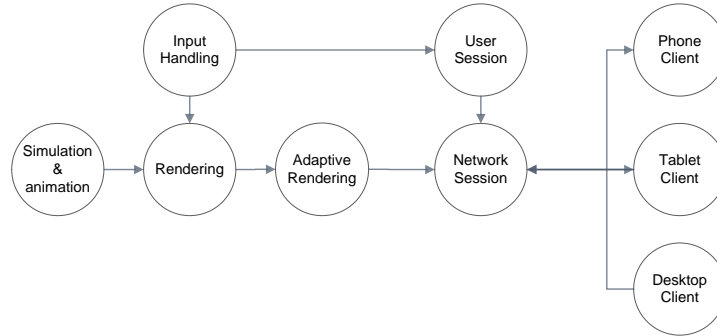 Input
Handling
User
Session
Phone
Client
Simulation
&
animation
Rendering
Adaptive
Rendering
Network
Session
Tablet
Client
Desktop
Client